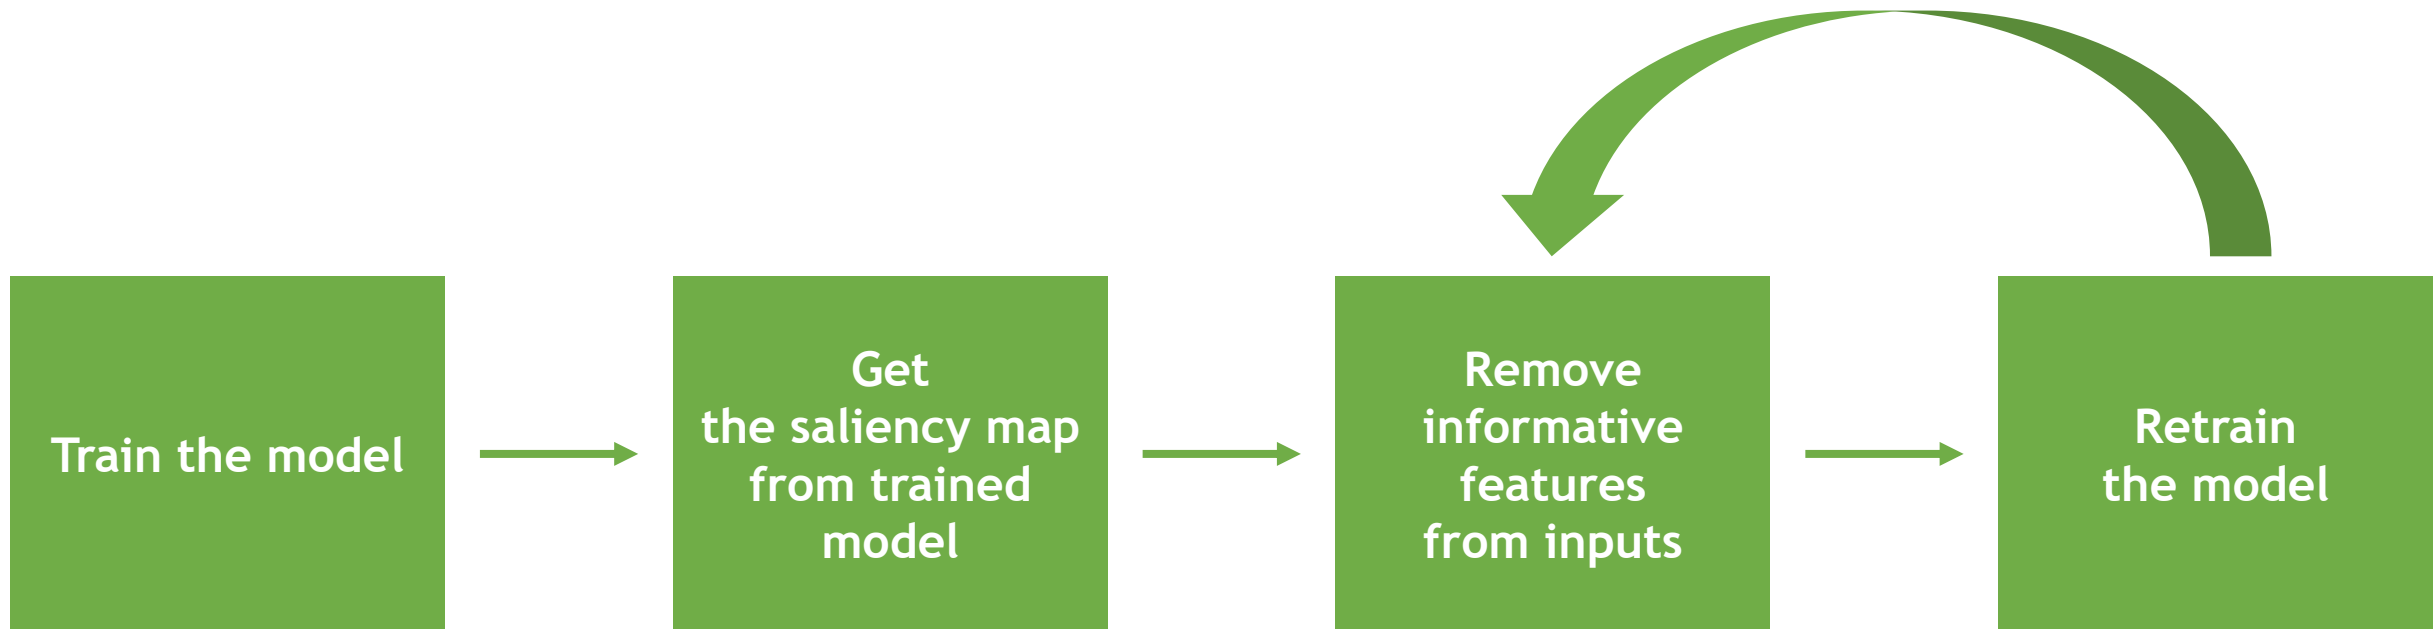 Train the model
Get
the saliency map
from trained
model
Remove
informative
features
from inputs
Retrain
the model